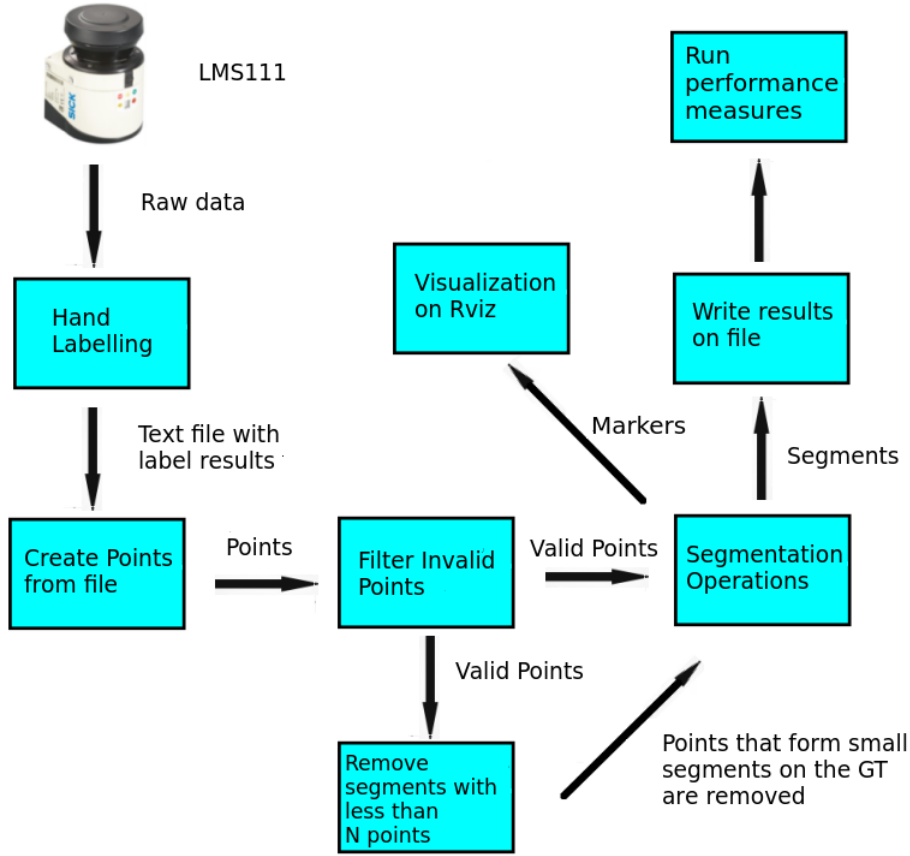 LMS111
SICK
Raw data
Hand
Labelling
Text file with
label results
Create Points
from file
Points
Filter Invalid
Points
Valid Points
Valid Points
Remove
segments with
less than
N points
Points that form small
segments on the GT
are removed
Segmentation
Operations
Markers
Visualization
on Rviz
Segments
Write results
on file
Run
performance
measures